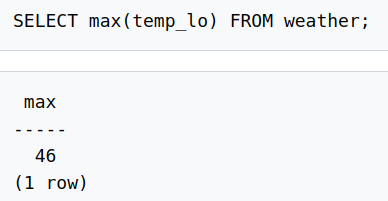 SELECT max(temp_lo) FROM weather;
 max
-----
  46
(1 row)